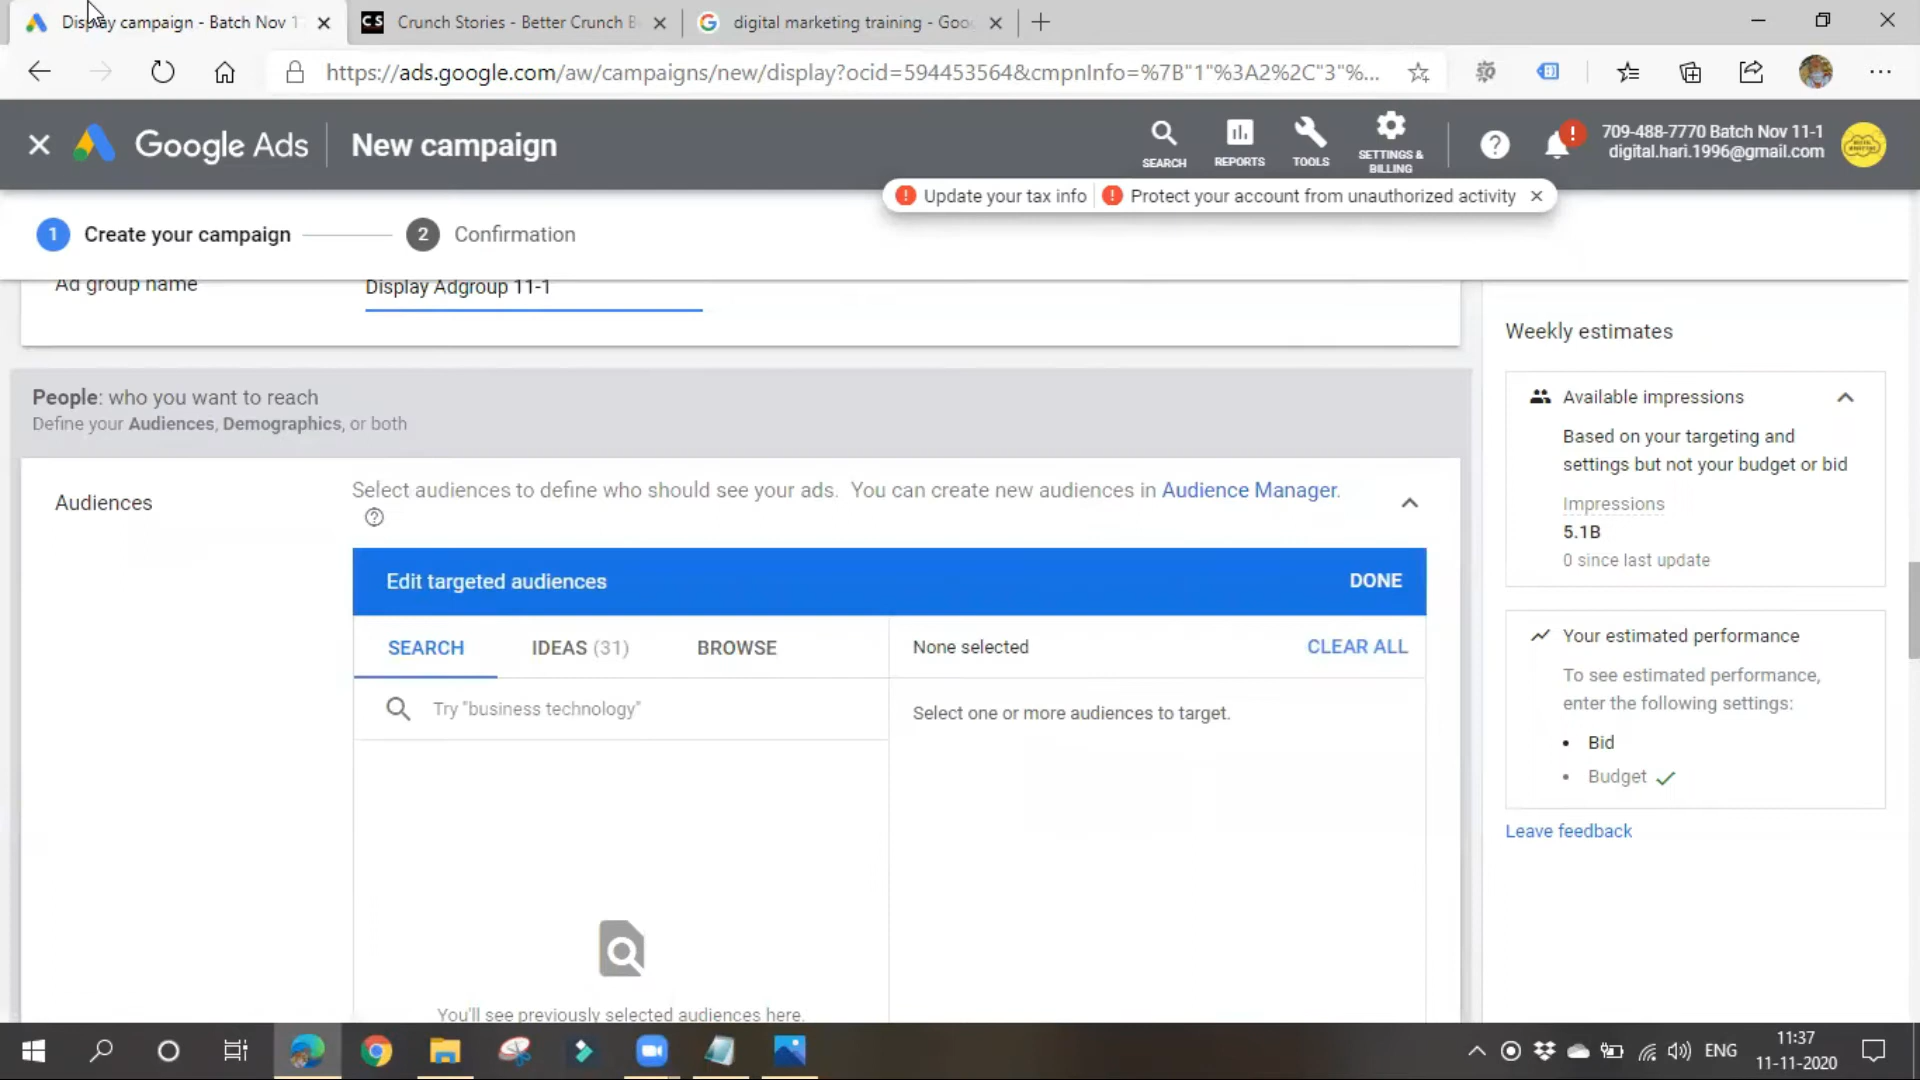 Display campaign - Batch Nov 1
Crunch Stories - Better Crunch B
digital marketing training - Goo
https://ads.google.com/aw/campaigns/new/display?ocid=594453564&cmpnInfo=%7B"1"%3A2%2C"3"%...
Google Ads
New campaign
SEARCH
REPORTS
TOOLS
SETTINGS &
BILLING
709-488-7770 Batch Nov 11-1
digital.hari.1996@gmail.com
Update your tax info
Protect your account from unauthorized activity
1 Create your campaign
2 Confirmation
Ad group name
Display Adgroup 11-1
People: who you want to reach
Define your Audiences, Demographics, or both
Audiences
Select audiences to define who should see your ads. You can create new audiences in Audience Manager.
Edit targeted audiences
DONE
SEARCH
IDEAS (31)
BROWSE
None selected
CLEAR ALL
Try "business technology"
Select one or more audiences to target.
You'll see previously selected audiences here.
Weekly estimates
Available impressions
Based on your targeting and
settings but not your budget or bid
Impressions
5.1B
0 since last update
Your estimated performance
To see estimated performance,
enter the following settings:
• Bid
• Budget
Leave feedback
ENG
11:37
11-11-2020